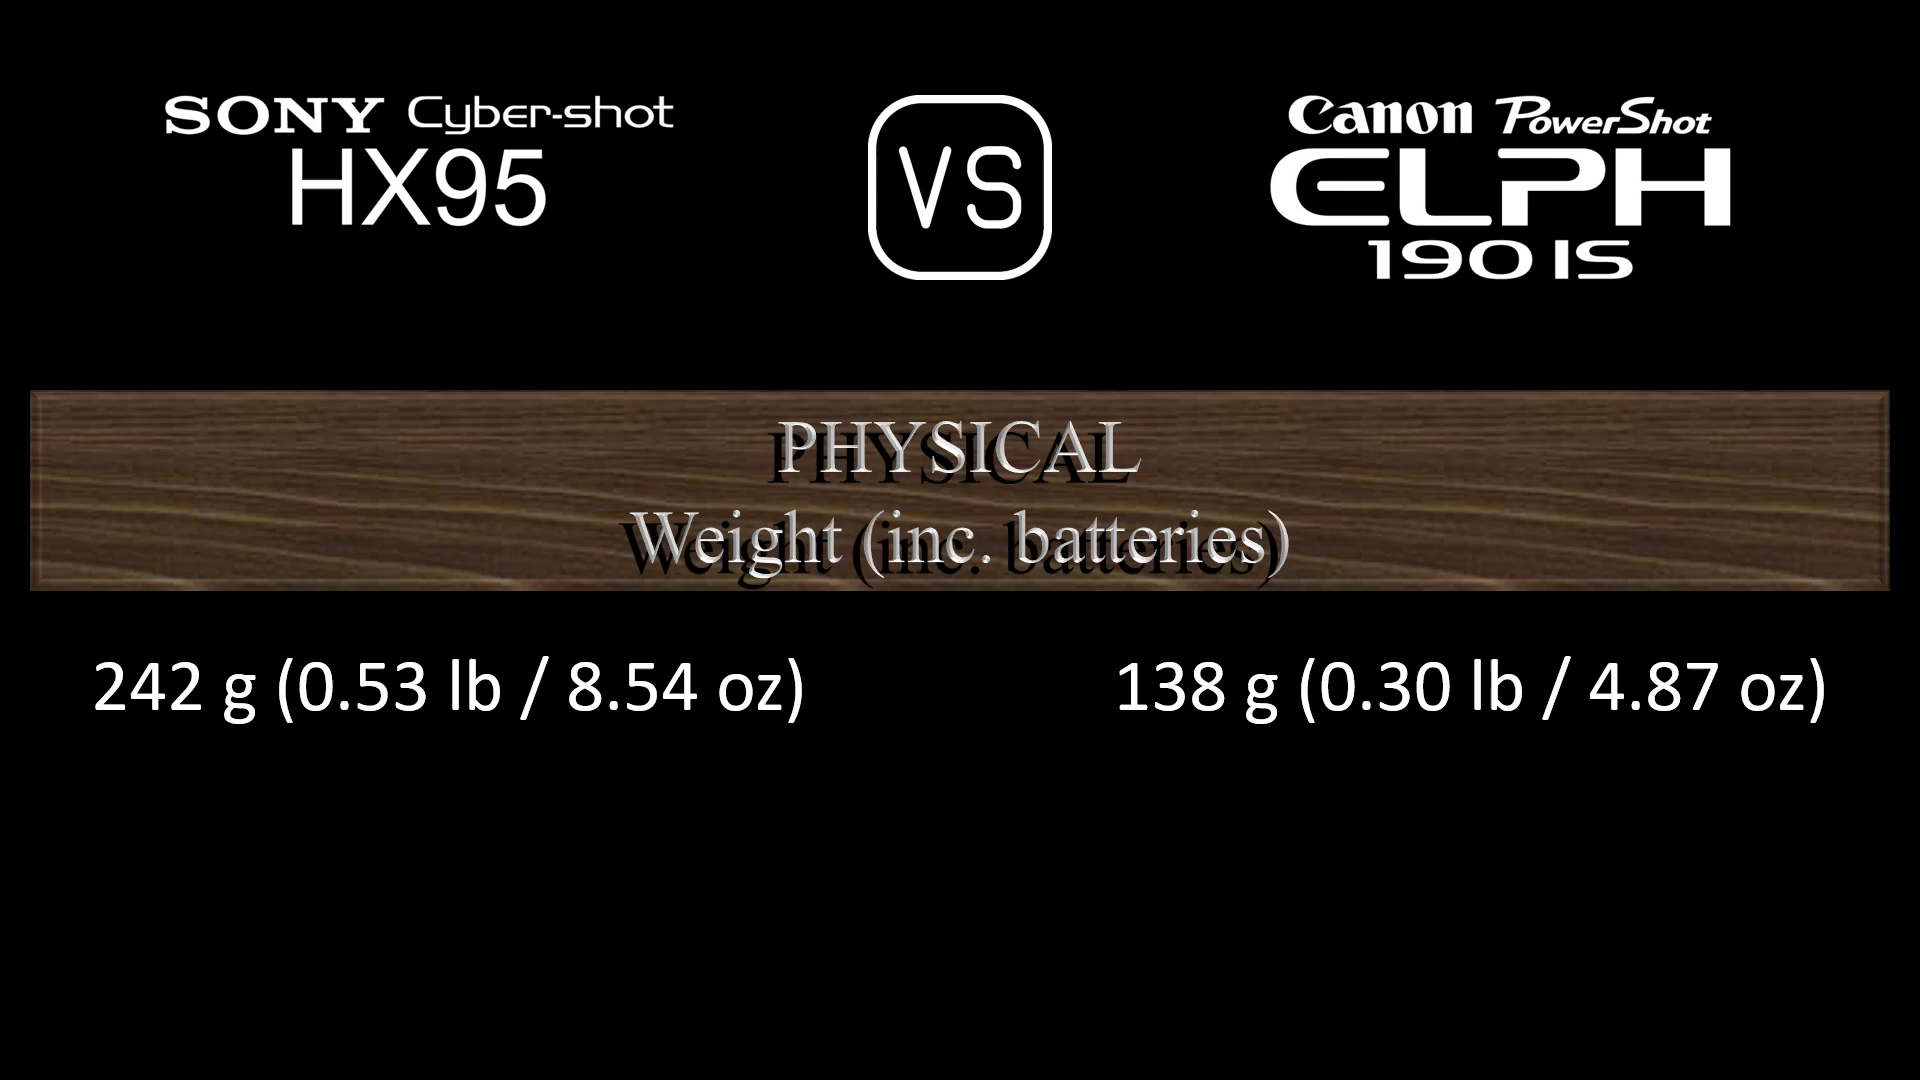 SONY Cyber-shot
HX95
VS
Canon PowerShot
ELPH
190 IS
PHYSICAL
Weight (inc. batteries)
242 g (0.53 lb / 8.54 oz)
138 g (0.30 lb / 4.87 oz)